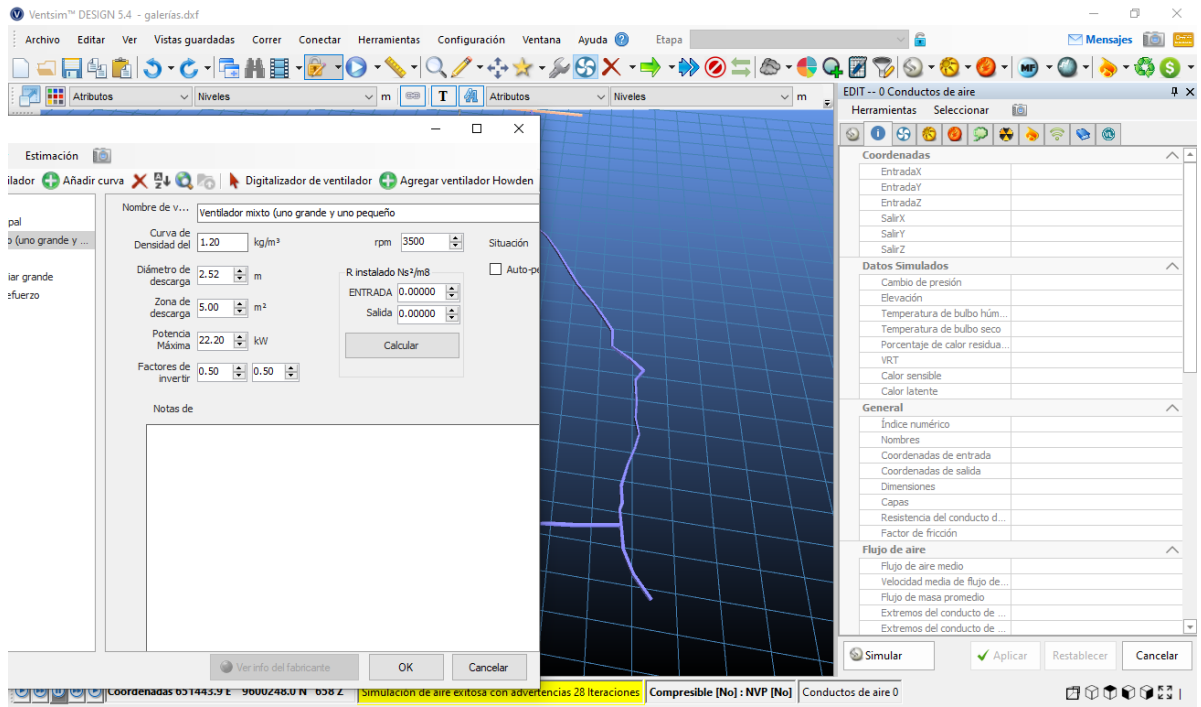 Ventsim™ DESIGN 5.4 - galerías.dxf
Archivo Editar Ver Vistas guardadas Correr Conectar Herramientas Configuración Ventana Ayuda ? Etapa Mensajes
Atributos Niveles m T Atributos Niveles m
EDIT -- 0 Conductos de aire
Herramientas Seleccionar
Estimación
ilador Añadir curva Digitalizador de ventilador Agregar ventilador Howden
pal
o (uno grande y ...
iar grande
efuerzo
Nombre de v... Ventilador mixto (uno grande y uno pequeño
Curva de
Densidad del 1.20 kg/m³ rpm 3500 Situación
Diámetro de
descarga 2.52 m
R instalado Ns²/m8
Auto-pe
ENTRADA 0.00000
Zona de
descarga 5.00 m²
Salida 0.00000
Potencia
Máxima 22.20 kW
Calcular
Factores de
invertir 0.50 0.50
Notas de
Ver info del fabricante OK Cancelar
Coordenadas
EntradaX
EntradaY
EntradaZ
SalirX
SalirY
SalirZ
Datos Simulados
Cambio de presión
Elevación
Temperatura de bulbo húm...
Temperatura de bulbo seco
Porcentaje de calor residua...
VRT
Calor sensible
Calor latente
General
Índice numérico
Nombres
Coordenadas de entrada
Coordenadas de salida
Dimensiones
Capas
Resistencia del conducto d...
Factor de fricción
Flujo de aire
Flujo de aire medio
Velocidad media de flujo de...
Flujo de masa promedio
Extremos del conducto de ...
Extremos del conducto de ...
Simular Aplicar Restablecer Cancelar
Coordenadas 651443.9 E 9600248.0 N 658 Z Simulación de aire exitosa con advertencias 28 Iteraciones Compresible [No] : NVP [No] Conductos de aire 0